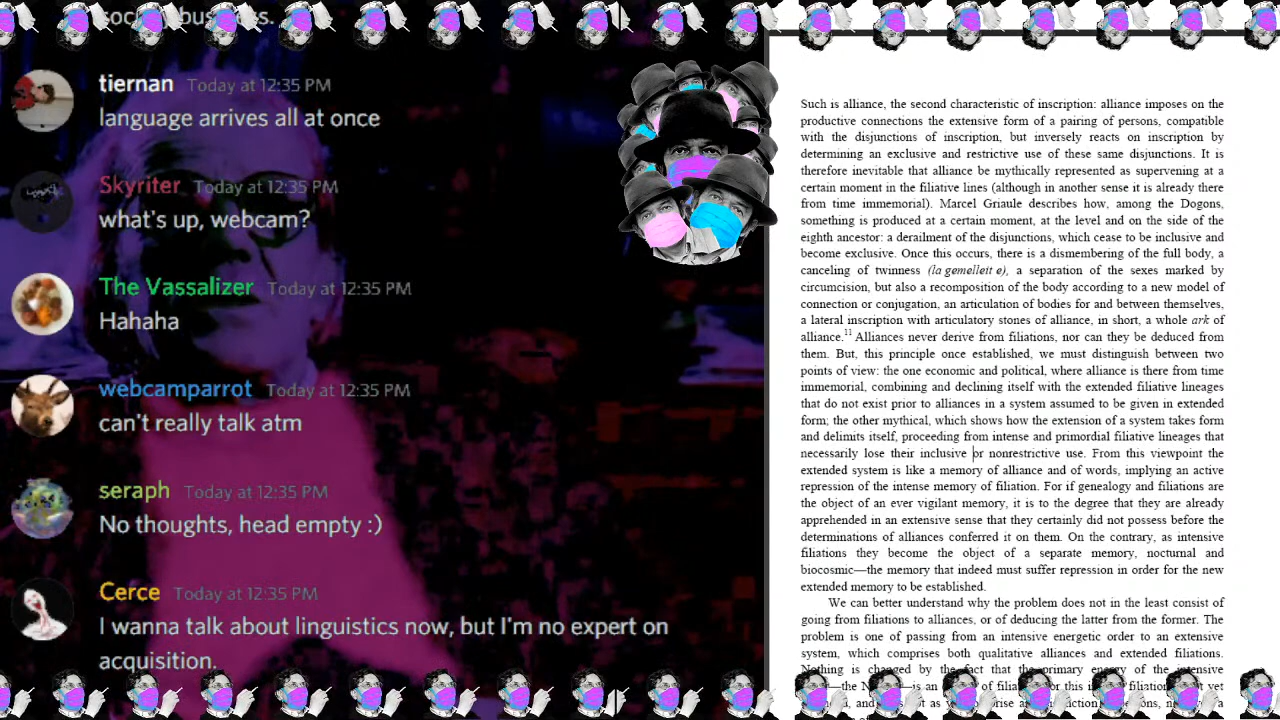 tiernan Today at 12:35 PM
language arrives all at once
Skyriter Today at 12:35 PM
what's up, webcam?
The Vassalizer Today at 12:35 PM
Hahaha
webcamparrot Today at 12:35 PM
can't really talk atm
seraph Today at 12:35 PM
No thoughts, head empty :)
Cerce Today at 12:35 PM
I wanna talk about linguistics now, but I'm no expert on
acquisition.
Such is alliance, the second characteristic of inscription: alliance imposes on the
productive connections the extensive form of a pairing of persons, compatible
with the disjunctions of inscription, but inversely reacts on inscription by
determining an exclusive and restrictive use of these same disjunctions. It is
therefore inevitable that alliance be mythically represented as supervening at a
certain moment in the filiative lines (although in another sense it is already there
from time immemorial). Marcel Griaule describes how, among the Dogons,
something is produced at a certain moment, at the level and on the side of the
eighth ancestor: a derailment of the disjunctions, which cease to be inclusive and
become exclusive. Once this occurs, there is a dismembering of the full body, a
canceling of twinness (la gemellett e), a separation of the sexes marked by
circumcision, but also a recomposition of the body according to a new model of
connection or conjugation, an articulation of bodies for and between themselves,
a lateral inscription with articulatory stones of alliance, in short, a whole ark of
alliance.11 Alliances never derive from filiations, nor can they be deduced from
them. But, this principle once established, we must distinguish between two
points of view: the one economic and political, where alliance is there from time
immemorial, combining and declining itself with the extended filiative lineages
that do not exist prior to alliances in a system assumed to be given in extended
form; the other mythical, which shows how the extension of a system takes form
and delimits itself, proceeding from intense and primordial filiative lineages that
necessarily lose their inclusive or nonrestrictive use. From this viewpoint the
extended system is like a memory of alliance and of words, implying an active
repression of the intense memory of filiation. For if genealogy and filiations are
the object of an ever vigilant memory, it is to the degree that they are already
apprehended in an extensive sense that they certainly did not possess before the
determinations of alliances conferred it on them. On the contrary, as intensive
filiations they become the object of a separate memory, nocturnal and
biocosmic—the memory that indeed must suffer repression in order for the new
extended memory to be established.
We can better understand why the problem does not in the least consist of
going from filiations to alliances, or of deducing the latter from the former. The
problem is one of passing from an intensive energetic order to an extensive
system, which comprises both qualitative alliances and extended filiations.
Nothing is changed by the fact that the primary energy of the intensive